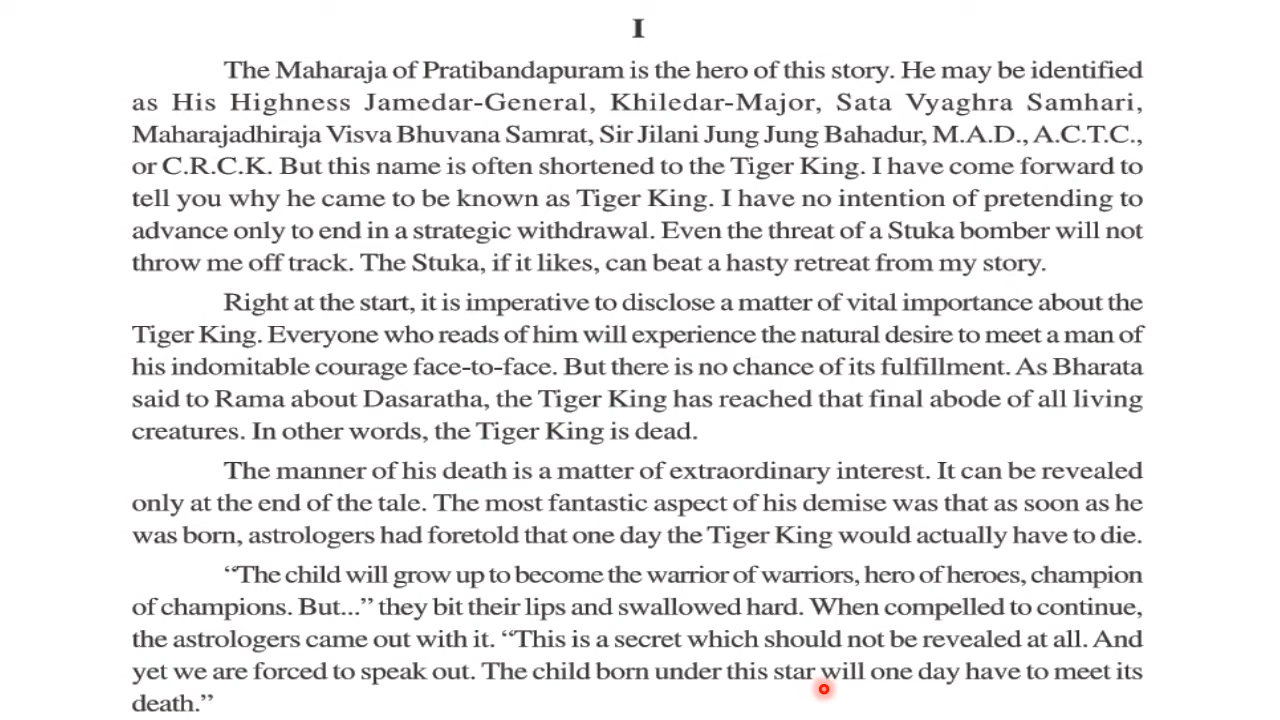 I
The Maharaja of Pratibandapuram is the hero of this story. He may be identified
as His Highness Jamedar-General, Khiledar-Major, Sata Vyaghra Samhari,
Maharajadhiraja Visva Bhuvana Samrat, Sir Jilani Jung Jung Bahadur, M.A.D., A.C.T.C.,
or C.R.C.K. But this name is often shortened to the Tiger King. I have come forward to
tell you why he came to be known as Tiger King. I have no intention of pretending to
advance only to end in a strategic withdrawal. Even the threat of a Stuka bomber will not
throw me off track. The Stuka, if it likes, can beat a hasty retreat from my story.
Right at the start, it is imperative to disclose a matter of vital importance about the
Tiger King. Everyone who reads of him will experience the natural desire to meet a man of
his indomitable courage face-to-face. But there is no chance of its fulfillment. As Bharata
said to Rama about Dasaratha, the Tiger King has reached that final abode of all living
creatures. In other words, the Tiger King is dead.
The manner of his death is a matter of extraordinary interest. It can be revealed
only at the end of the tale. The most fantastic aspect of his demise was that as soon as he
was born, astrologers had foretold that one day the Tiger King would actually have to die.
“The child will grow up to become the warrior of warriors, hero of heroes, champion
of champions. But...” they bit their lips and swallowed hard. When compelled to continue,
the astrologers came out with it. “This is a secret which should not be revealed at all. And
yet we are forced to speak out. The child born under this star will one day have to meet its
death.”